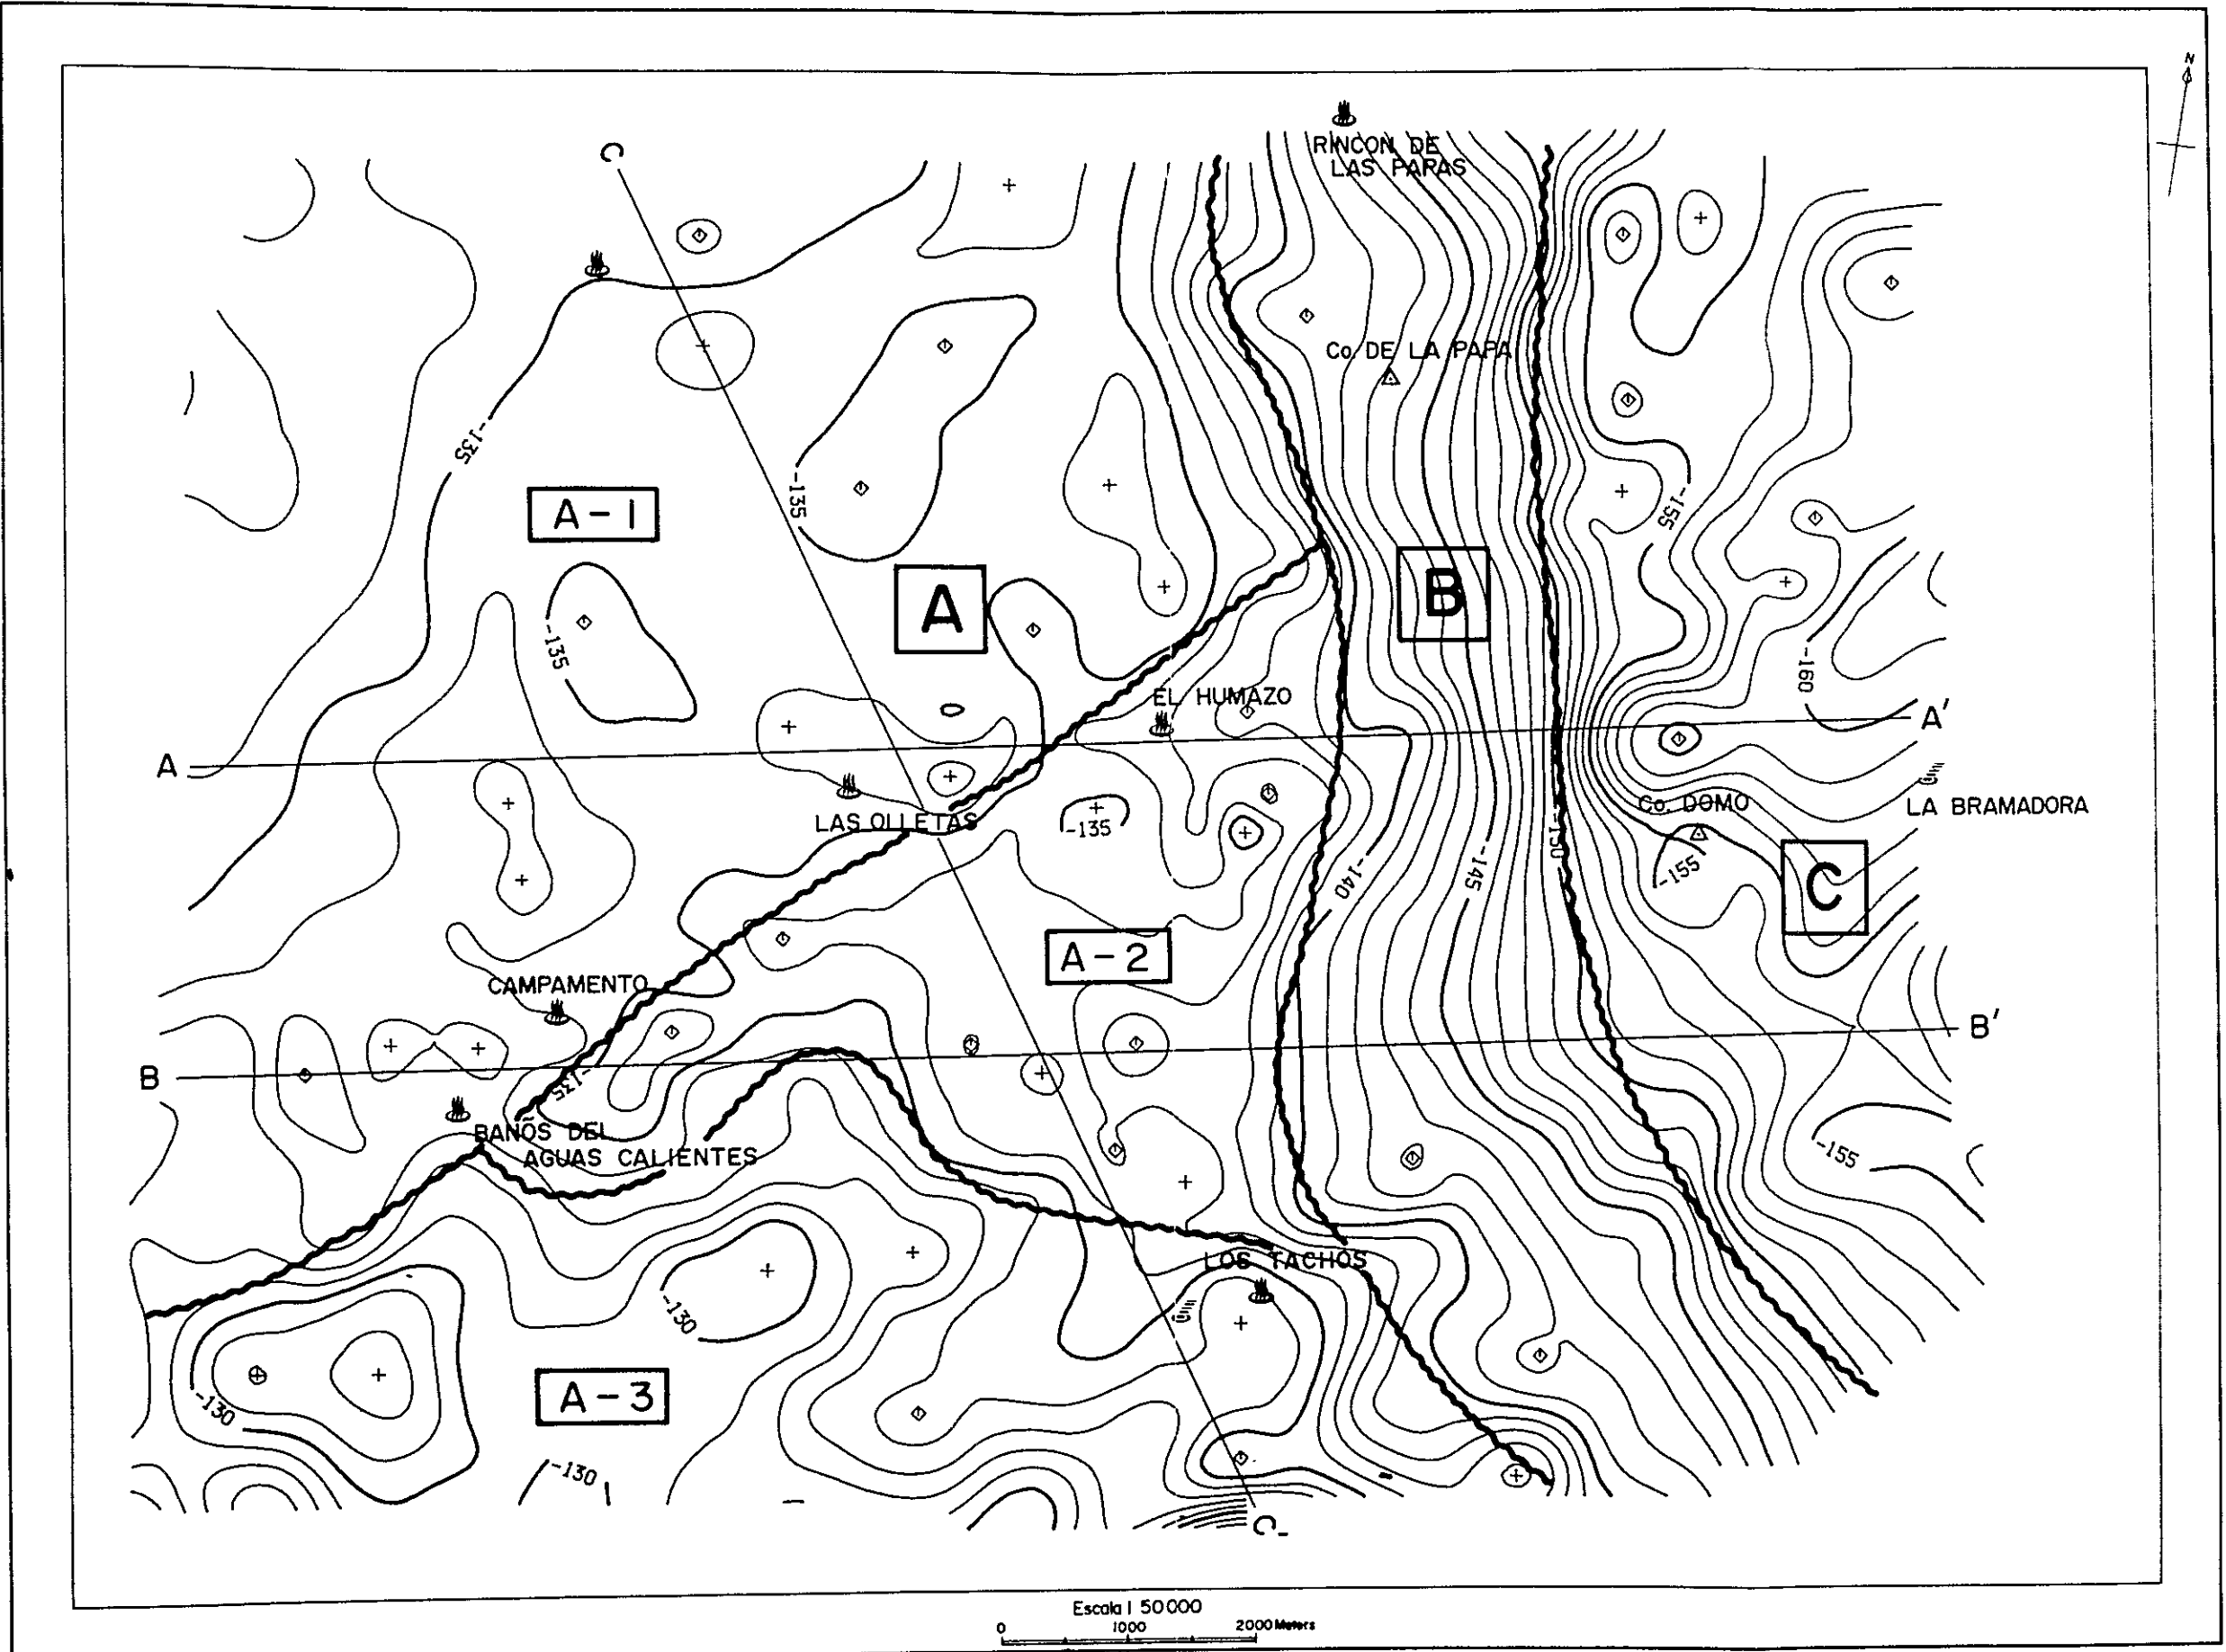 N
RINCON DE
LAS PAPAS
C
Co. DE LA PAPA
-135
-135
A-1
-155
A
B
-135
-160
EL HUMAZO
A'
A
Co. DOMO
LA BRAMADORA
LAS OLLETAS
-135
-150
-140
-145
-155
C
A-2
CAMPAMENTO
B'
B
-135
BAÑOS DEL
AGUAS CALIENTES
-155
LOS TACHOS
-130
A-3
-130
-130
C'
Escala 1 50000
0 1000 2000 Meters